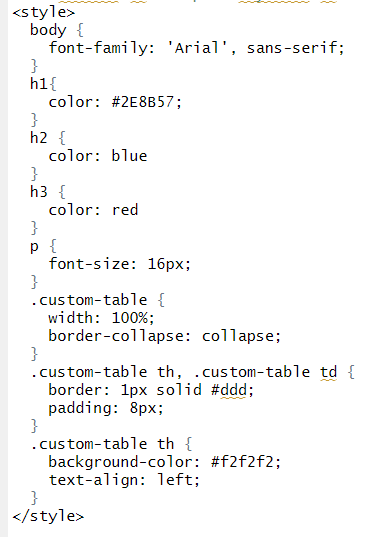 <style>
body {
font-family: 'Arial', sans-serif;
}
h1{
color: #2E8B57;
}
h2 {
color: blue
}
h3 {
color: red
}
p {
font-size: 16px;
}
.custom-table {
width: 100%;
border-collapse: collapse;
}
.custom-table th, .custom-table td {
border: 1px solid #ddd;
padding: 8px;
}
.custom-table th {
background-color: #f2f2f2;
text-align: left;
}
</style>